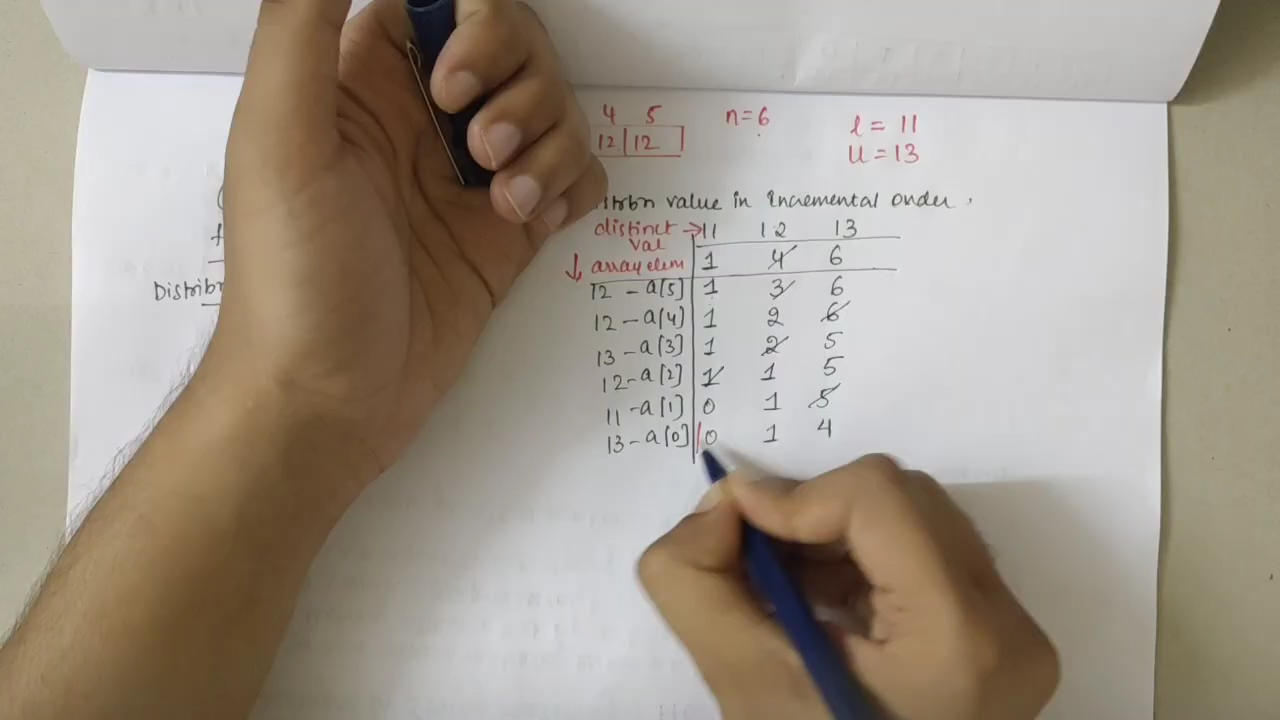 4 5 n=6 l = 11
12 | 12 u = 13
value in Incremental order.
distinct → 11 12 13
val
↓ array elem 1 4 6
12 - a[5] 1 3 6
12 - a[4] 1 2 6
13 - a[3] 1 2 5
12 - a[2] 1 1 5
11 - a[1] 0 1 5
13 - a[0] 0 1 4